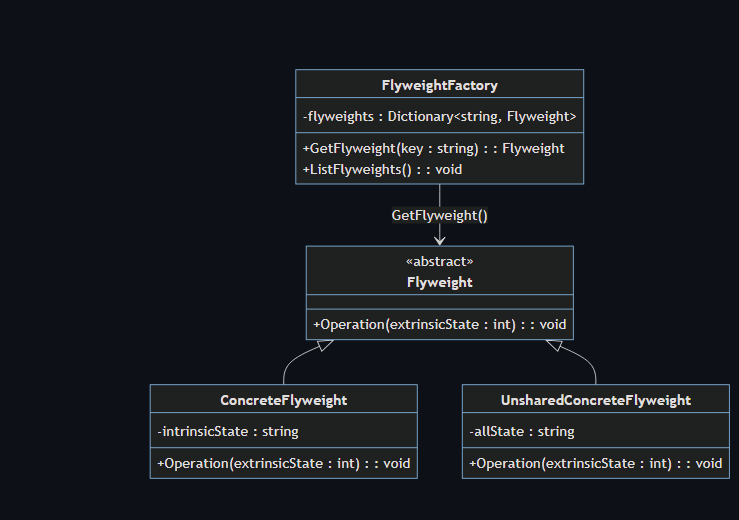 FlyweightFactory
-flyweights : Dictionary<string, Flyweight>
+GetFlyweight(key : string) : : Flyweight
+ListFlyweights() : : void
GetFlyweight()
«abstract»
Flyweight
+Operation(extrinsicState : int) : : void
ConcreteFlyweight
-intrinsicState : string
+Operation(extrinsicState : int) : : void
UnsharedConcreteFlyweight
-allState : string
+Operation(extrinsicState : int) : : void